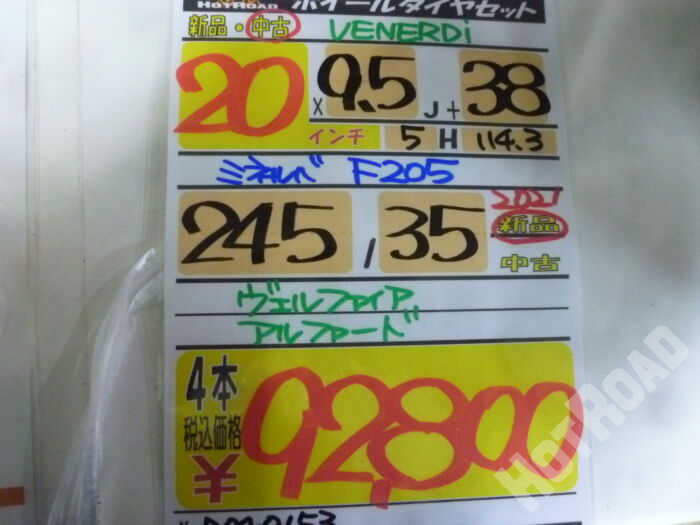 HOTROAD ホイールタイヤセット
新品・中古 VENERDi
20 × 9.5 J + 38
インチ 5 H 114.3
ミネルバ F205
2021
245 / 35 新品
中古
ヴェルファイア
アルファード
4本
税込価格
¥ 92,800
HOTROAD